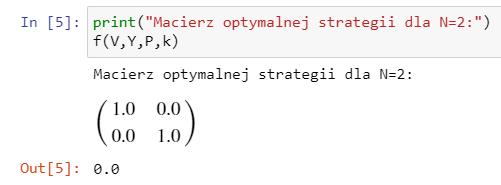 In [5]: print("Macierz optymalnej strategii dla N=2:")
f(V,Y,P,k)
Macierz optymalnej strategii dla N=2:
1.0 0.0
0.0 1.0
Out[5]: 0.0